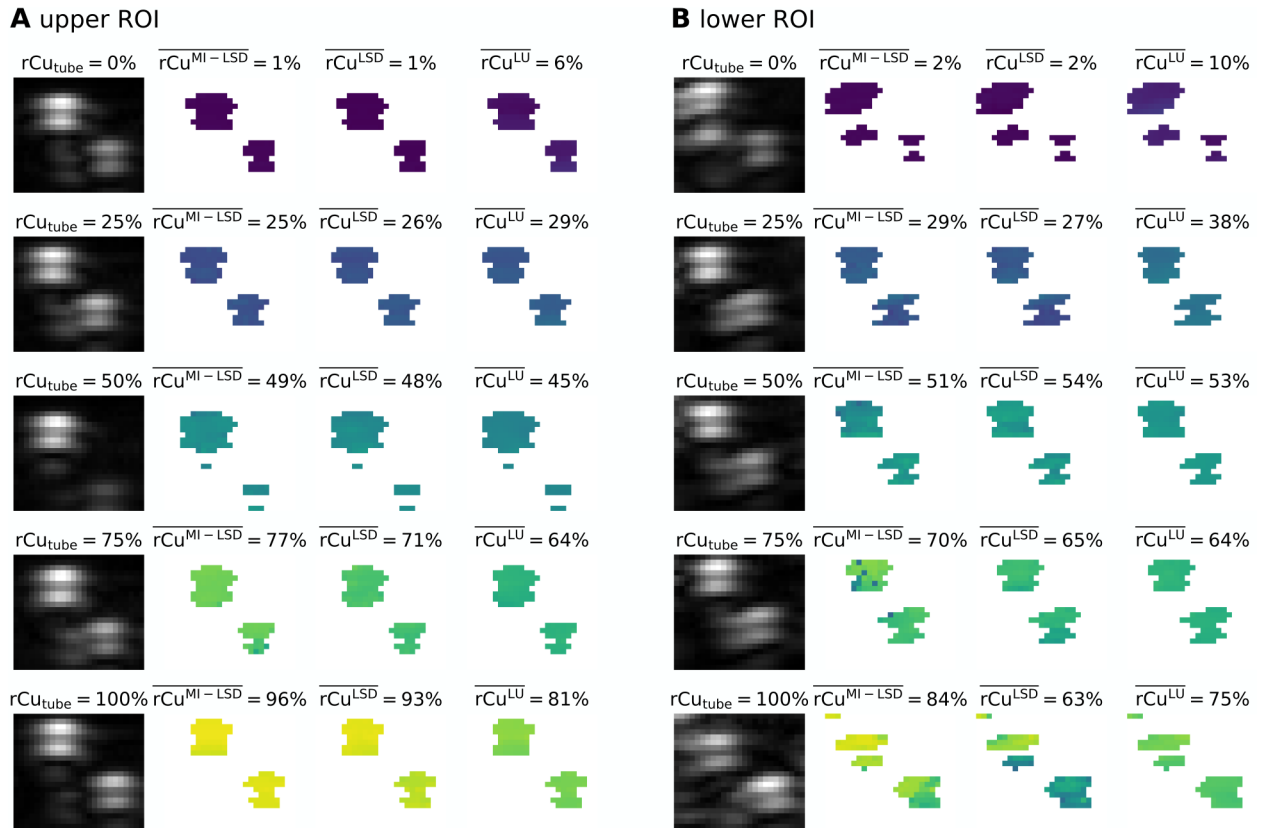 A upper ROI
B lower ROI
rCu_tube = 0% rCu^MI−LSD = 1% rCu^LSD = 1% rCu^LU = 6%
rCu_tube = 0% rCu^MI−LSD = 2% rCu^LSD = 2% rCu^LU = 10%
rCu_tube = 25% rCu^MI−LSD = 25% rCu^LSD = 26% rCu^LU = 29%
rCu_tube = 25% rCu^MI−LSD = 29% rCu^LSD = 27% rCu^LU = 38%
rCu_tube = 50% rCu^MI−LSD = 49% rCu^LSD = 48% rCu^LU = 45%
rCu_tube = 50% rCu^MI−LSD = 51% rCu^LSD = 54% rCu^LU = 53%
rCu_tube = 75% rCu^MI−LSD = 77% rCu^LSD = 71% rCu^LU = 64%
rCu_tube = 75% rCu^MI−LSD = 70% rCu^LSD = 65% rCu^LU = 64%
rCu_tube = 100% rCu^MI−LSD = 96% rCu^LSD = 93% rCu^LU = 81%
rCu_tube = 100% rCu^MI−LSD = 84% rCu^LSD = 63% rCu^LU = 75%